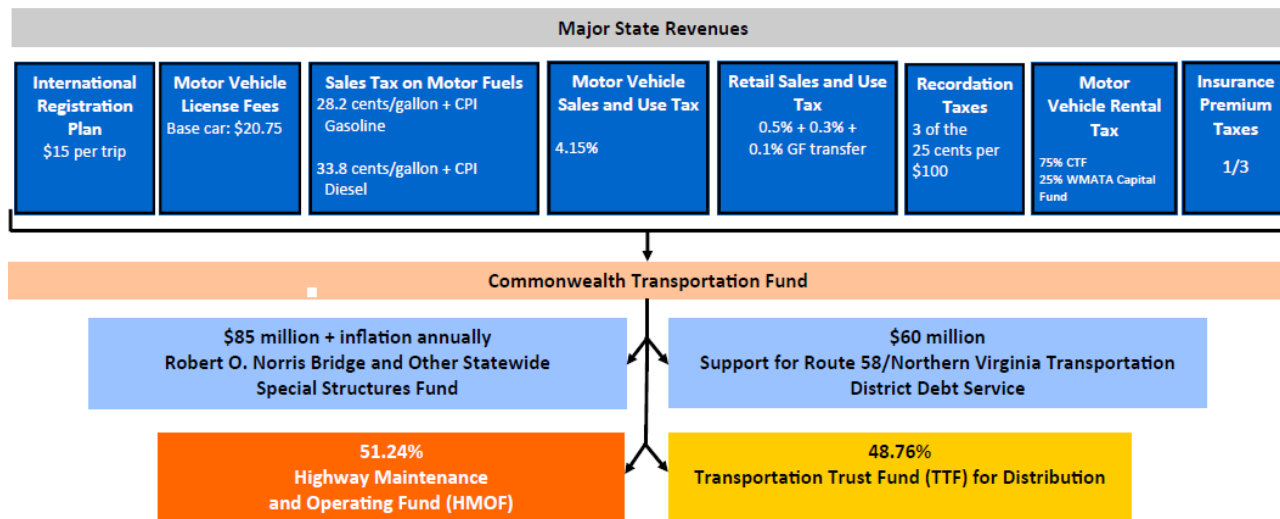 Major State Revenues
International
Registration
Plan
$15 per trip
Motor Vehicle
License Fees
Base car: $20.75
Sales Tax on Motor Fuels
28.2 cents/gallon + CPI
Gasoline
33.8 cents/gallon + CPI
Diesel
Motor Vehicle
Sales and Use Tax
4.15%
Retail Sales and Use
Tax
0.5% + 0.3% +
0.1% GF transfer
Recordation
Taxes
3 of the
25 cents per
$100
Motor
Vehicle Rental
Tax
75% CTF
25% WMATA Capital
Fund
Insurance
Premium
Taxes
1/3
Commonwealth Transportation Fund
$85 million + inflation annually
Robert O. Norris Bridge and Other Statewide
Special Structures Fund
$60 million
Support for Route 58/Northern Virginia Transportation
District Debt Service
51.24%
Highway Maintenance
and Operating Fund (HMOF)
48.76%
Transportation Trust Fund (TTF) for Distribution